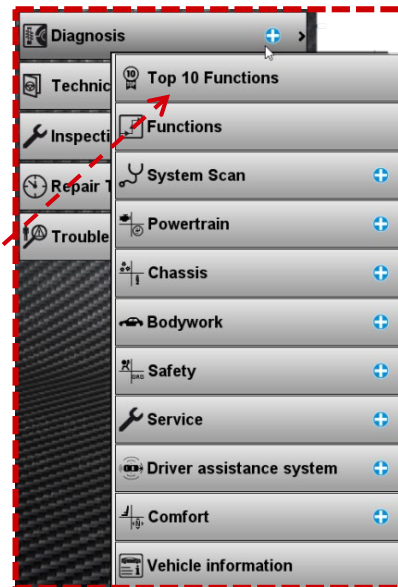 Diagnosis
Technic
Inspecti
Repair T
Trouble
10
Top 10 Functions
Functions
System Scan
Powertrain
Chassis
Bodywork
Safety
Service
Driver assistance system
Comfort
Vehicle information